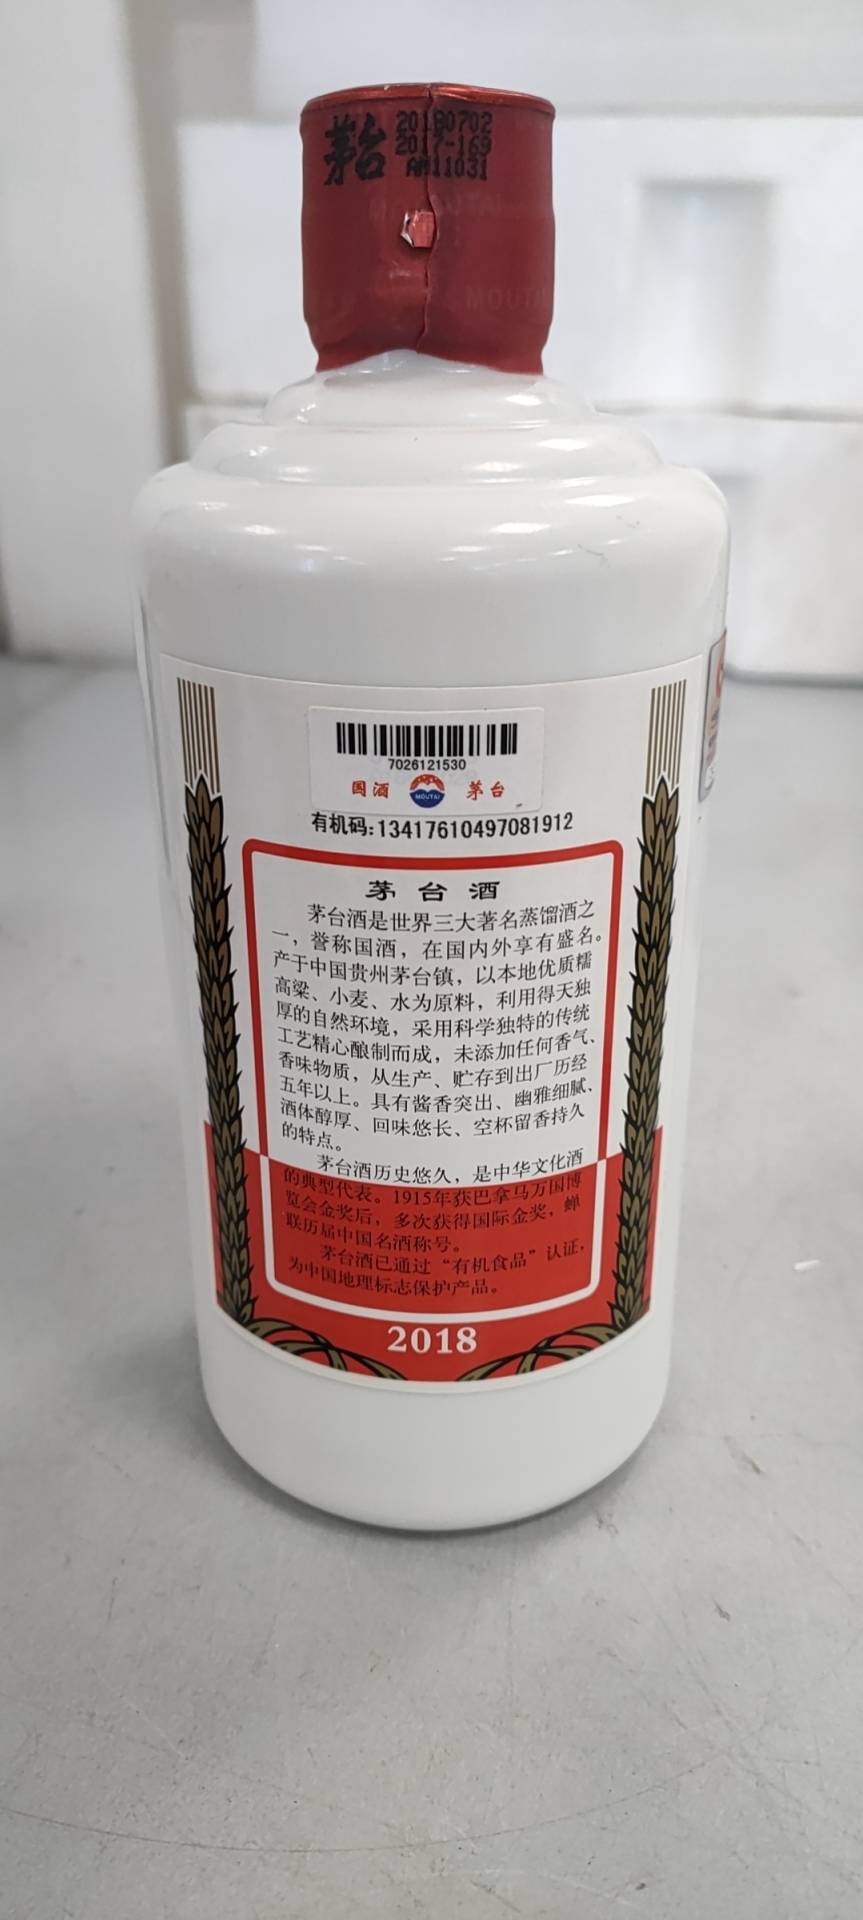 茅台
20180702
2017-169
AM11031
MOUTAI
7026121530
国酒 MOUTAI 茅台
有机码:13417610497081912
茅台酒
茅台酒是世界三大著名蒸馏酒之
一，誉称国酒，在国内外享有盛名。
产于中国贵州茅台镇，以本地优质糯
高粱、小麦、水为原料，利用得天独
厚的自然环境，采用科学独特的传统
工艺精心酿制而成，未添加任何香气、
香味物质，从生产、贮存到出厂历经
五年以上。具有酱香突出、幽雅细腻、
酒体醇厚、回味悠长、空杯留香持久
的特点。
茅台酒历史悠久，是中华文化酒
的典型代表。1915年获巴拿马万国博
览会金奖后，多次获得国际金奖，蝉
联历届中国名酒称号。
茅台酒已通过“有机食品”认证，
为中国地理标志保护产品。
2018